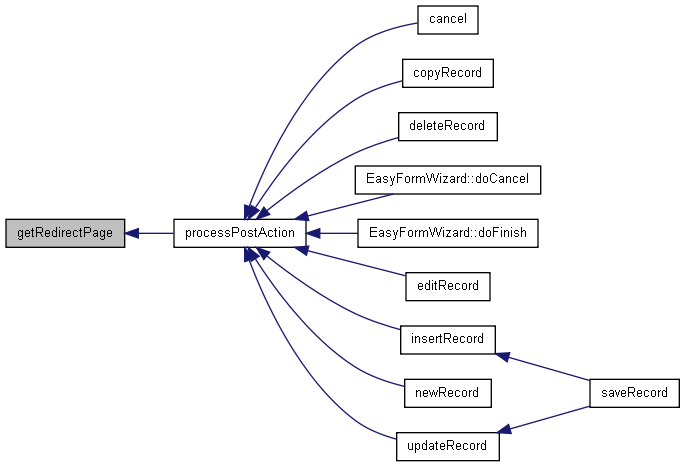 cancel
copyRecord
deleteRecord
EasyFormWizard::doCancel
getRedirectPage
processPostAction
EasyFormWizard::doFinish
editRecord
insertRecord
newRecord
saveRecord
updateRecord